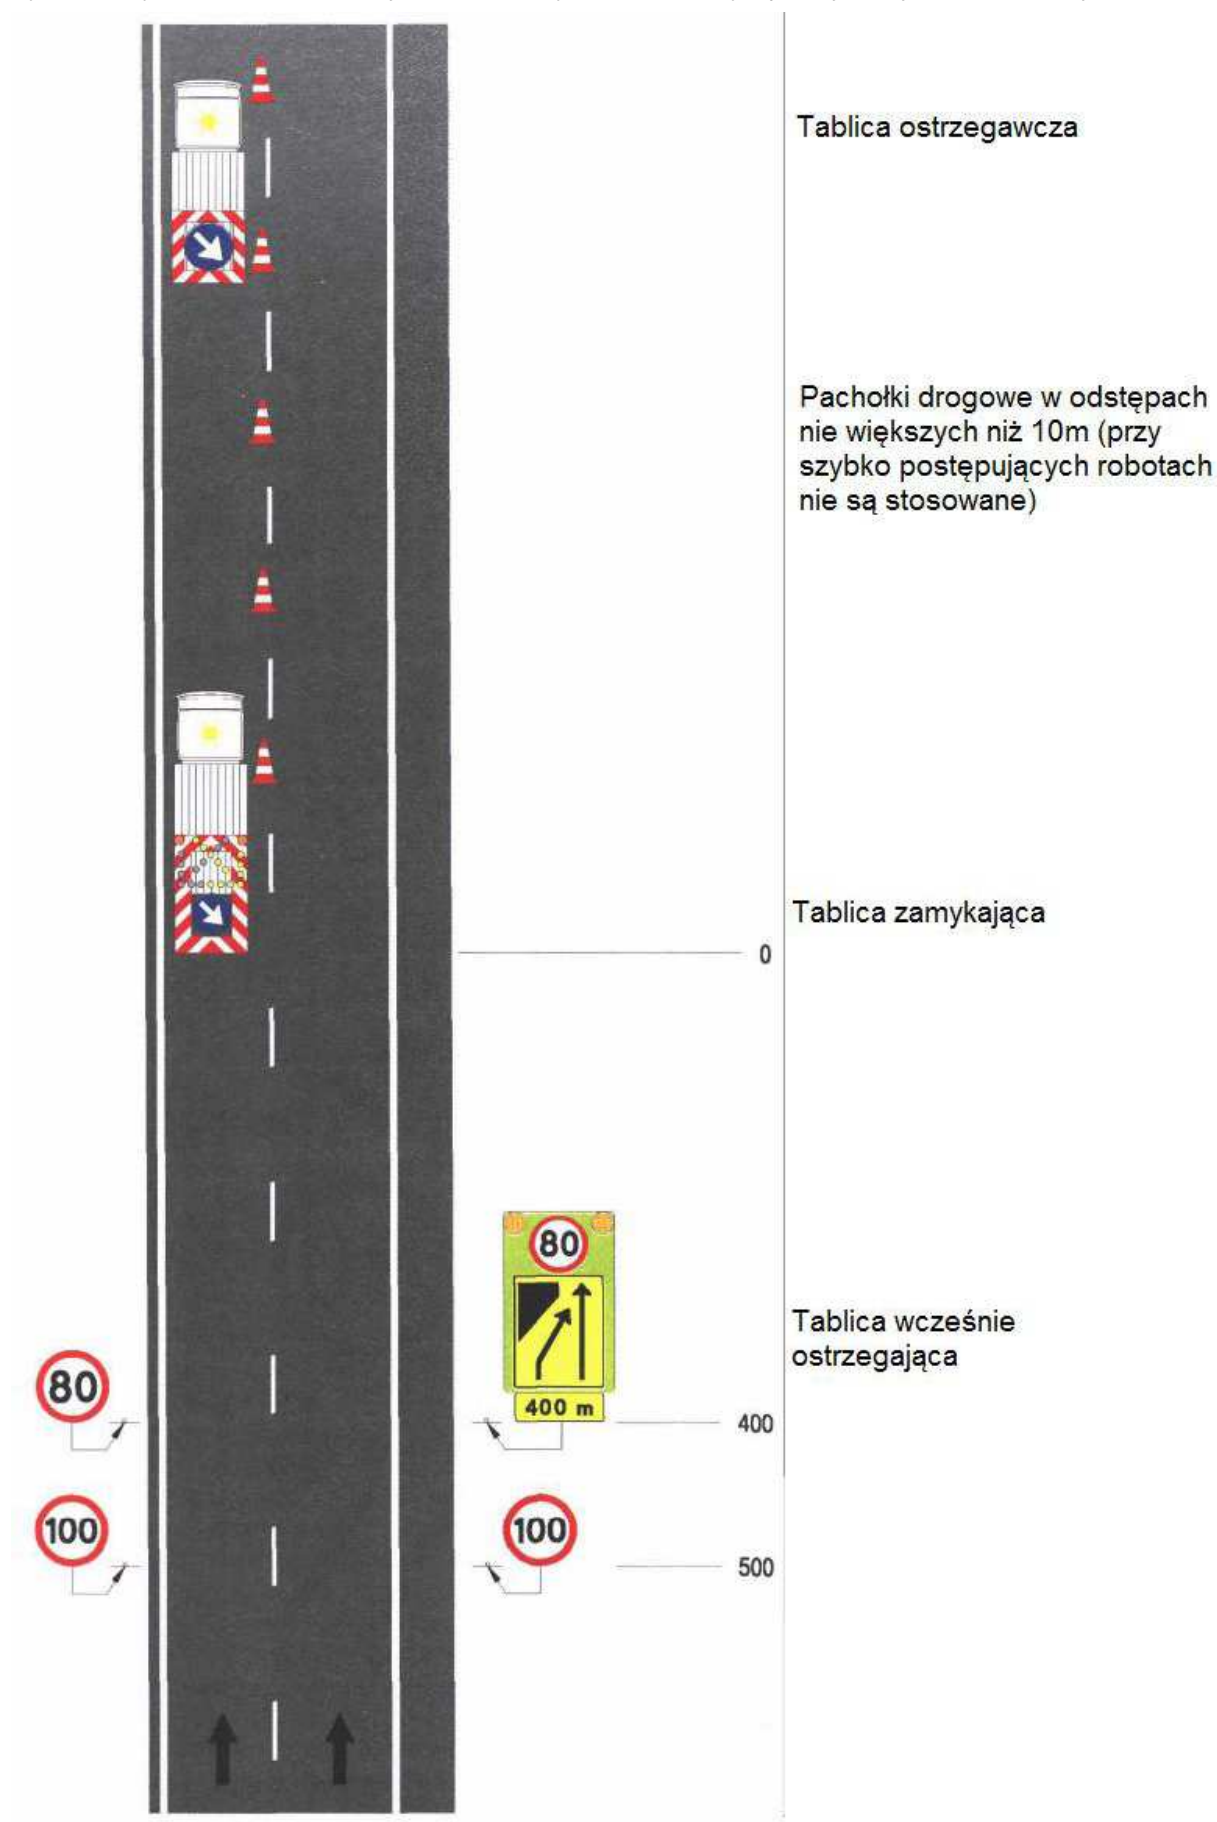 Tablica ostrzegawcza
Pachołki drogowe w odstępach
nie większych niż 10m (przy
szybko postępujących robotach
nie są stosowane)
Tablica zamykająca
0
80
Tablica wcześnie
ostrzegająca
80
400 m
400
100
100
500